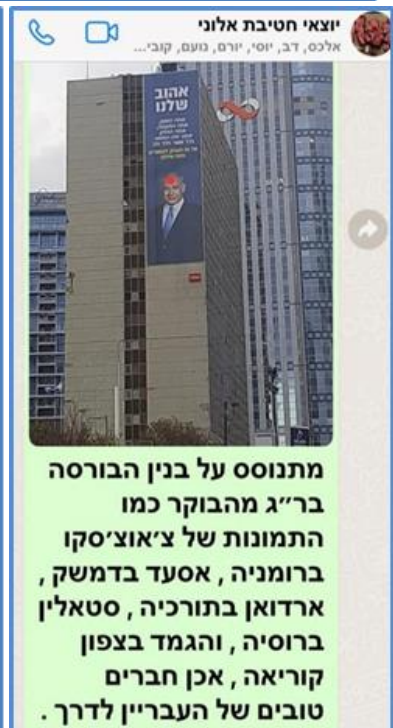 יוצאי חטיבת אלוני
אלכס, דב, יוסי, יורם, נועם, קובי...
אהוב
שלנו
מתנוסס על בנין הבורסה
בר״ג מהבוקר כמו
התמונות של צ׳אוצ׳סקו
ברומניה , אסעד בדמשק ,
ארדואן בתורכיה , סטאלין
ברוסיה , והגמד בצפון
קוריאה , אכן חברים
טובים של העבריין לדרך .